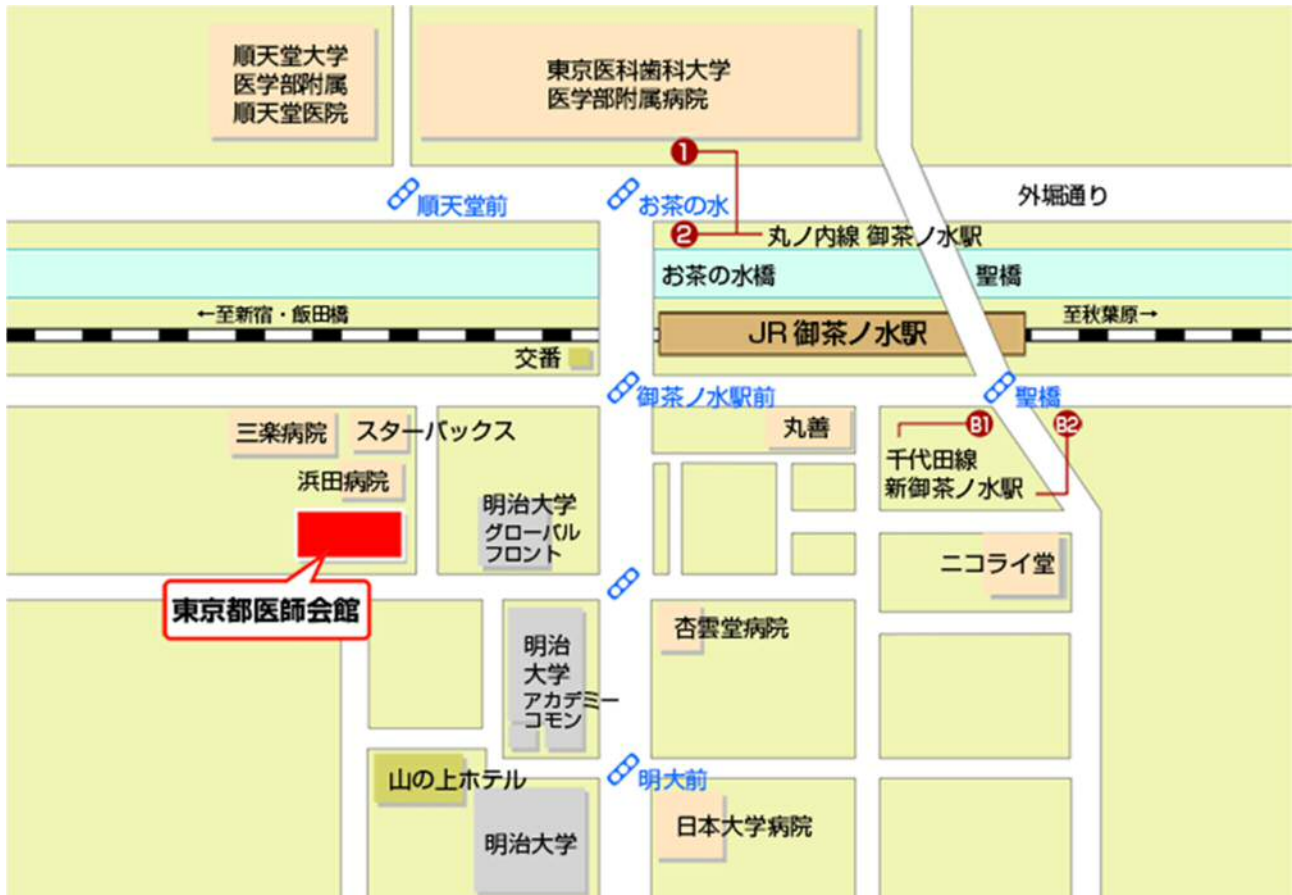 順天堂大学
医学部附属
順天堂医院
東京医科歯科大学
医学部附属病院
1
順天堂前
お茶の水
外堀通り
2
丸ノ内線 御茶ノ水駅
お茶の水橋
聖橋
←至新宿・飯田橋
至秋葉原→
JR 御茶ノ水駅
交番
御茶ノ水駅前
聖橋
三楽病院
スターバックス
丸善
B1
B2
浜田病院
千代田線
新御茶ノ水駅
明治大学
グローバル
フロント
ニコライ堂
東京都医師会館
杏雲堂病院
明治
大学
アカデミー
コモン
山の上ホテル
明大前
明治大学
日本大学病院